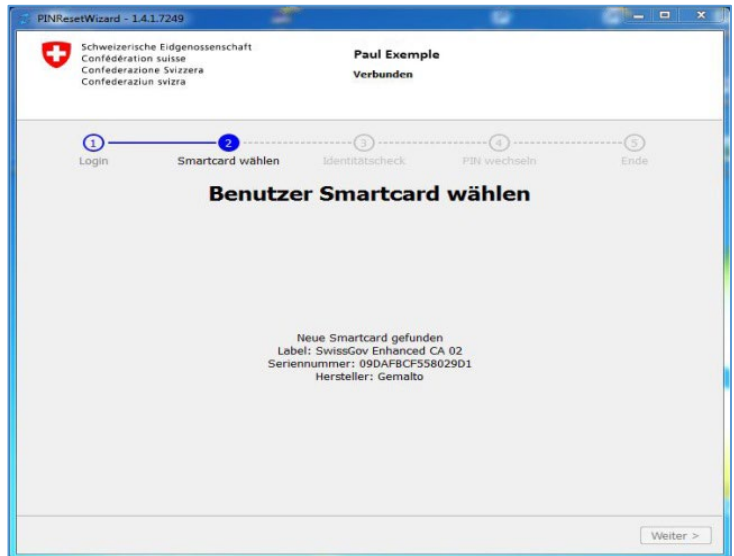 PINResetWizard - 1.4.1.7249
Schweizerische Eidgenossenschaft
Confédération suisse
Confederazione Svizzera
Confederaziun svizra
Paul Exemple
Verbunden
1 2 3 4 5
Login Smartcard wählen Identitätscheck PIN wechseln Ende
Benutzer Smartcard wählen
Neue Smartcard gefunden
Label: SwissGov Enhanced CA 02
Seriennummer: 09DAFBCF558029D1
Hersteller: Gemalto
Weiter >